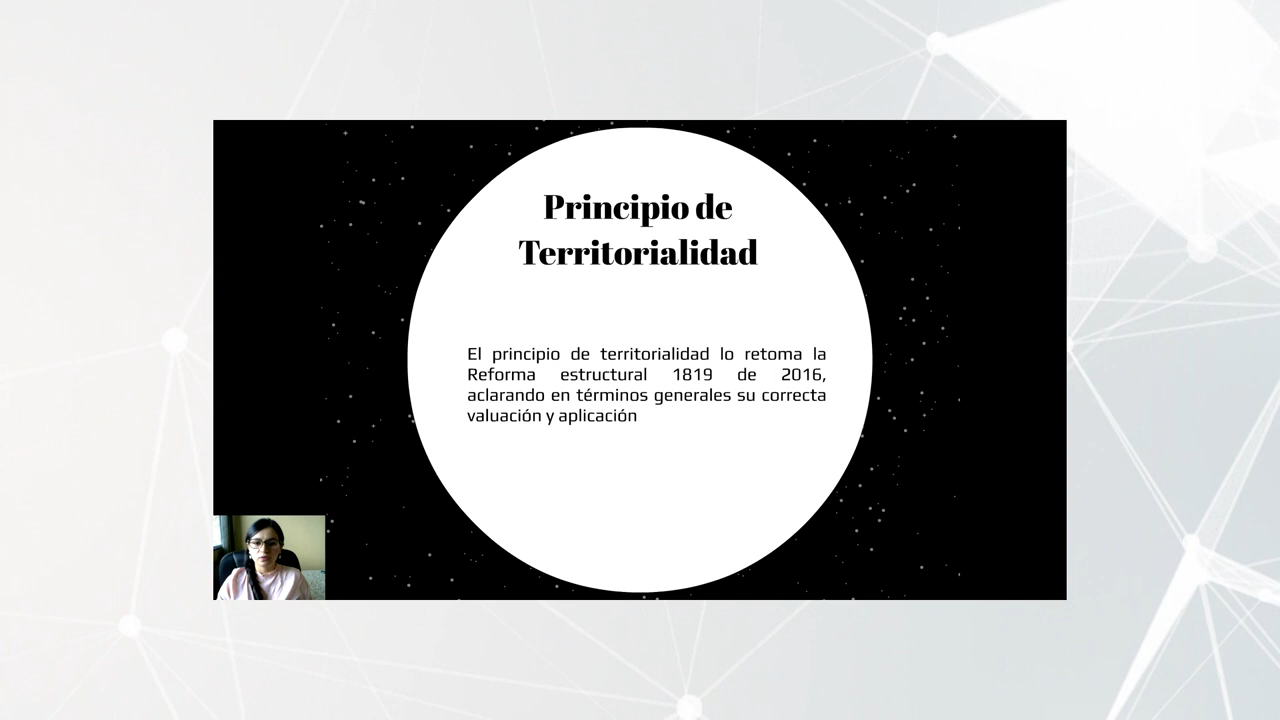 Principio de
Territorialidad
El principio de territorialidad lo retoma la
Reforma estructural 1819 de 2016,
aclarando en términos generales su correcta
valuación y aplicación